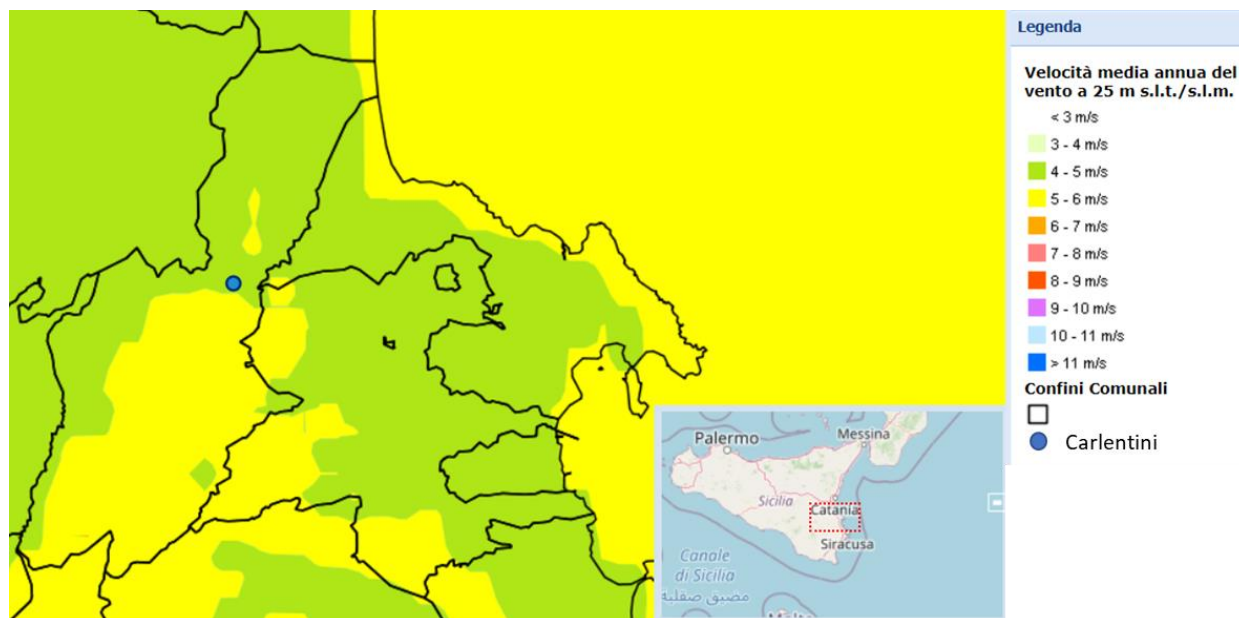 Legenda
Velocità media annua del
vento a 25 m s.l.t./s.l.m.
< 3 m/s
3 - 4 m/s
4 - 5 m/s
5 - 6 m/s
6 - 7 m/s
7 - 8 m/s
8 - 9 m/s
9 - 10 m/s
10 - 11 m/s
> 11 m/s
Confini Comunali
Carlentini
Palermo
Messina
Sicilia
Catania
Siracusa
Canale
di Sicilia
مضيق صقلية